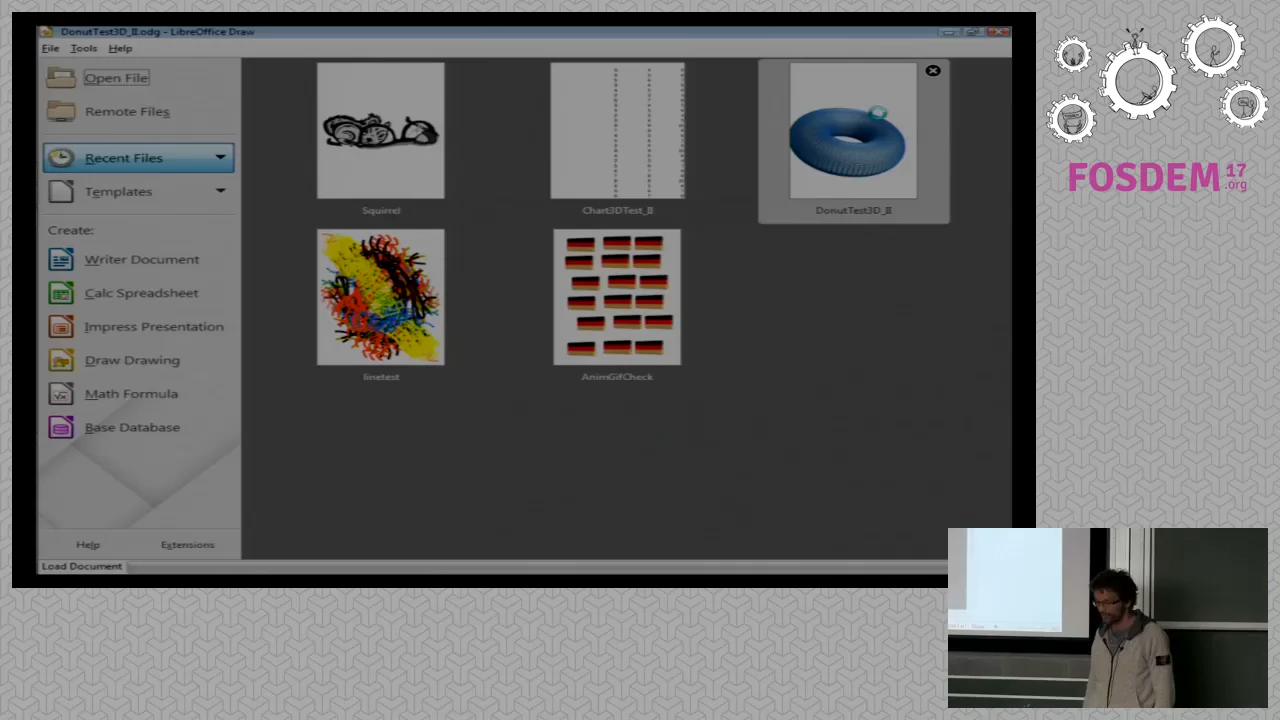 DonutTest3D_II.odg - LibreOffice Draw
File Tools Help
Open File
Remote Files
Recent Files
Templates
Create:
Writer Document
Calc Spreadsheet
Impress Presentation
Draw Drawing
Math Formula
Base Database
Help Extensions
Load Document
Squirrel
Chart3DTest_II
DonutTest3D_II
linetest
AnimGifCheck
FOSDEM 17
.org